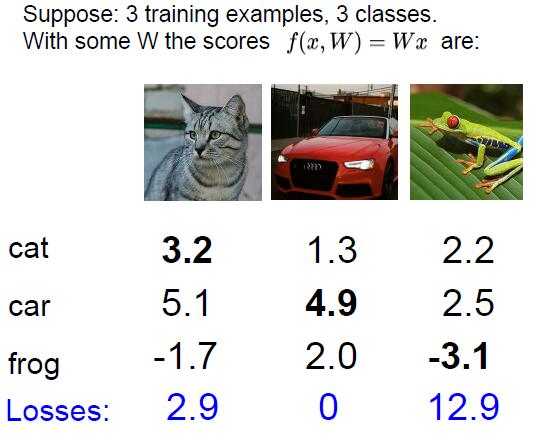 Suppose: 3 training examples, 3 classes.
With some W the scores f(x, W) = Wx are:
cat 3.2 1.3 2.2
car 5.1 4.9 2.5
frog -1.7 2.0 -3.1
Losses: 2.9 0 12.9